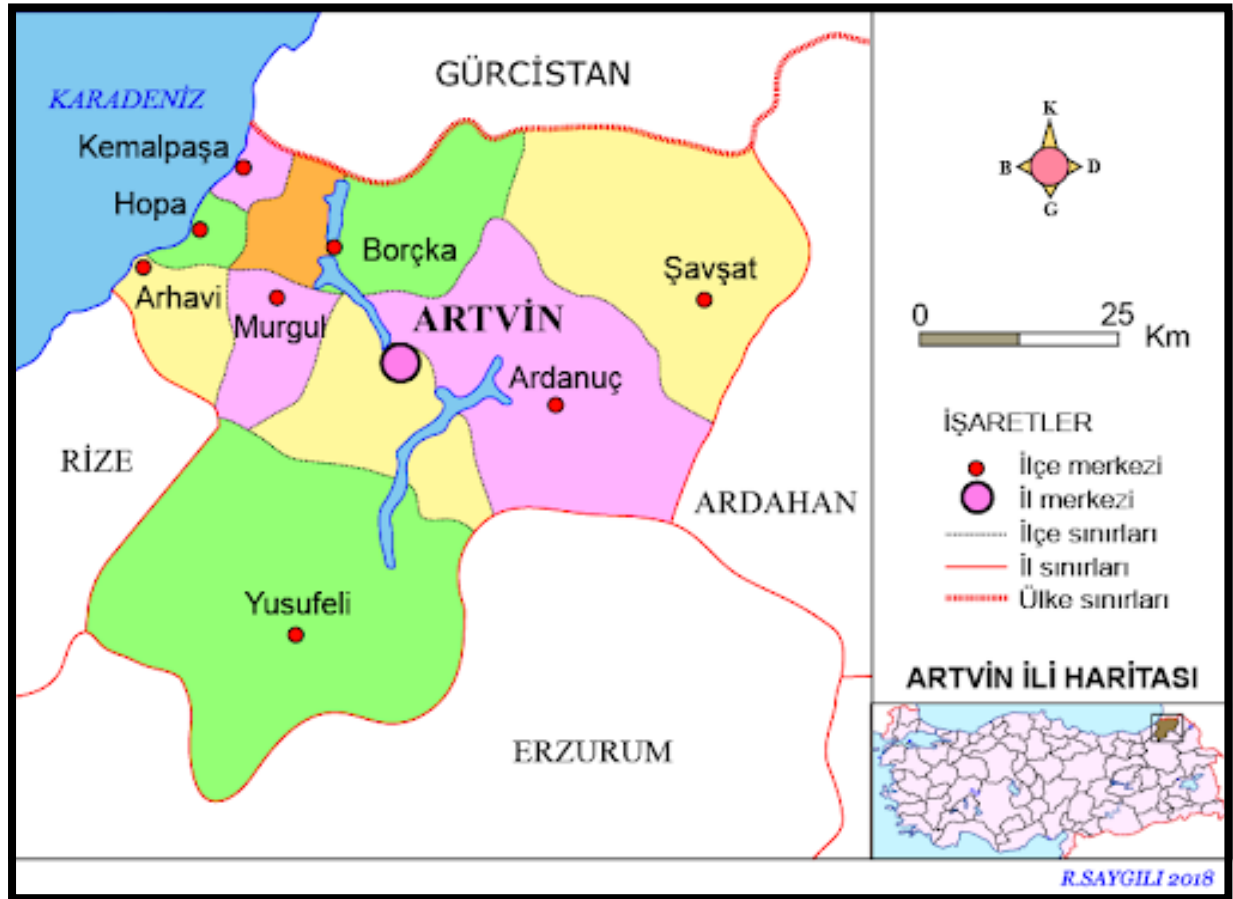 GÜRCİSTAN
KARADENİZ
Kemalpaşa
Hopa
Borçka
Şavşat
Arhavi
Murgul
ARTVİN
Ardanuç
RİZE
ARDAHAN
Yusufeli
ERZURUM
K
B D
G
0 25 Km
İŞARETLER
İlçe merkezi
İl merkezi
İlçe sınırları
İl sınırları
Ülke sınırları
ARTVİN İLİ HARİTASI
R.SAYGILI 2018